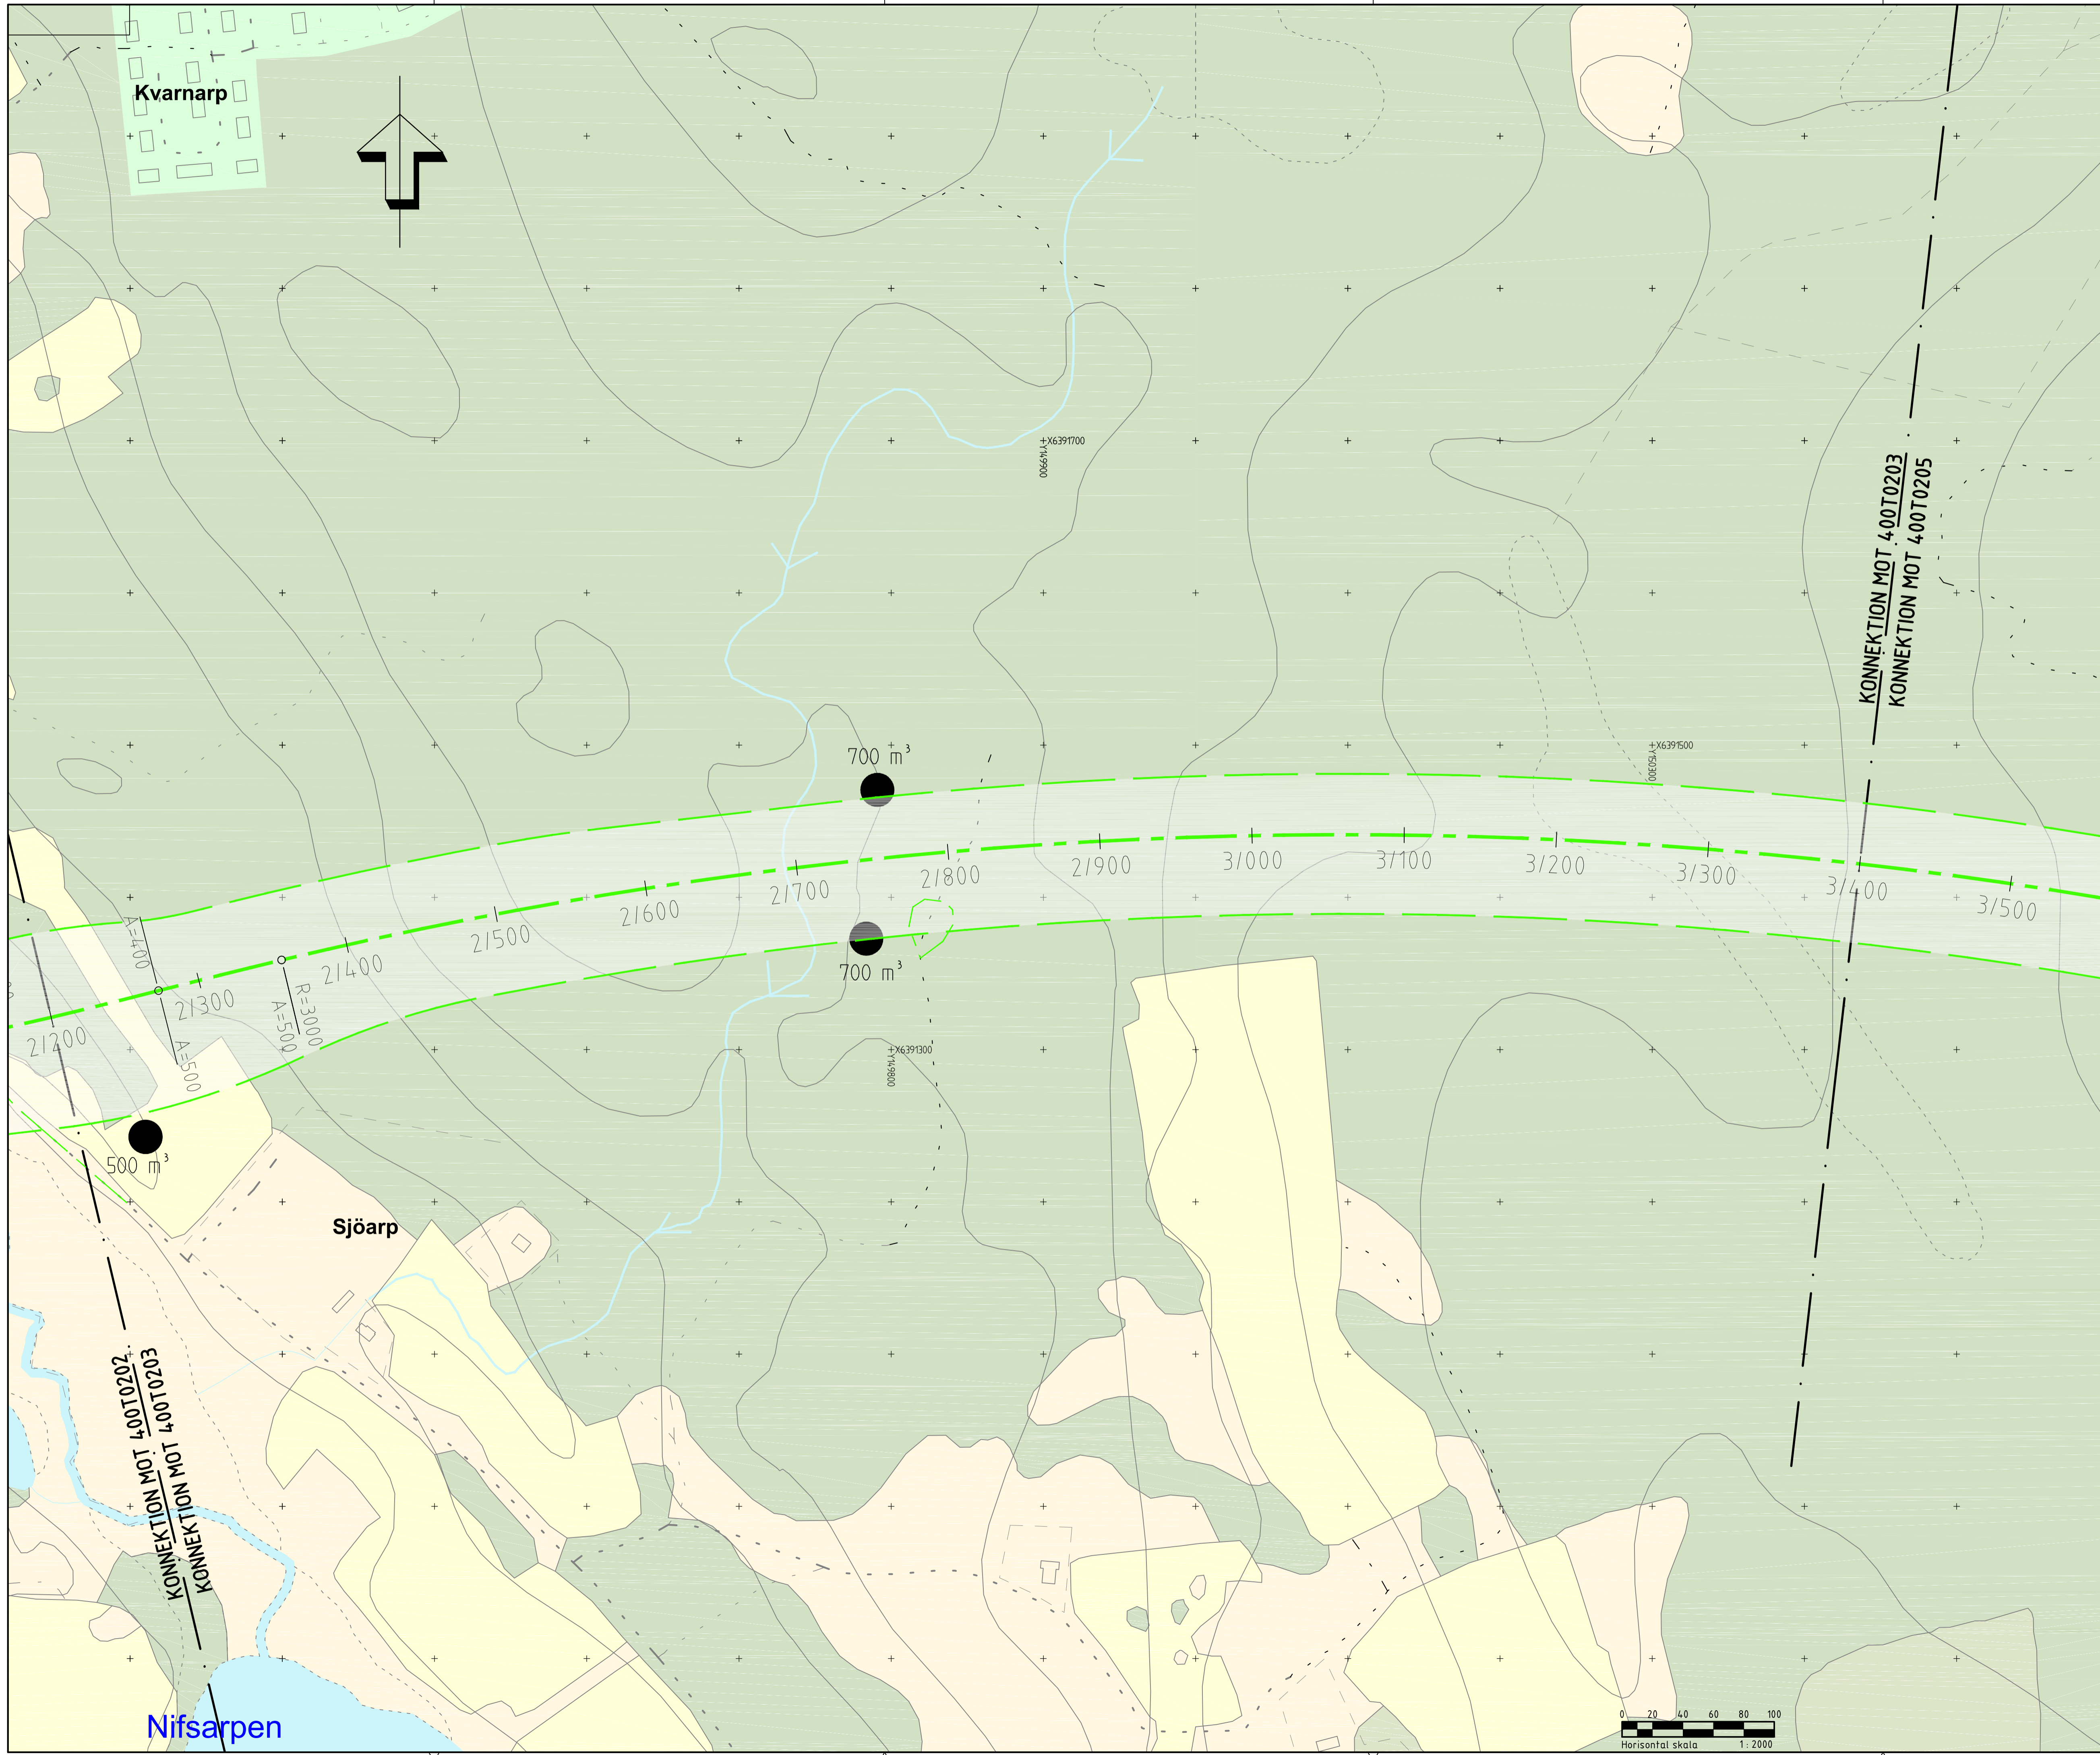 Kvarnarp
X6391700
Y149900
KONNEKTION MOT 400T0203
KONNEKTION MOT 400T0205
700 m³
X6391500
Y150300
2/200
2/300
2/400
2/500
2/600
2/700
2/800
2/900
3/000
3/100
3/200
3/300
3/400
3/500
A=400
A=500
R=3000
A=500
700 m³
X6391300
Y149800
500 m³
Sjöarp
KONNEKTION MOT 400T0202
KONNEKTION MOT 400T0203
Nifsarpen
0 20 40 60 80 100
Horisontal skala 1:2000